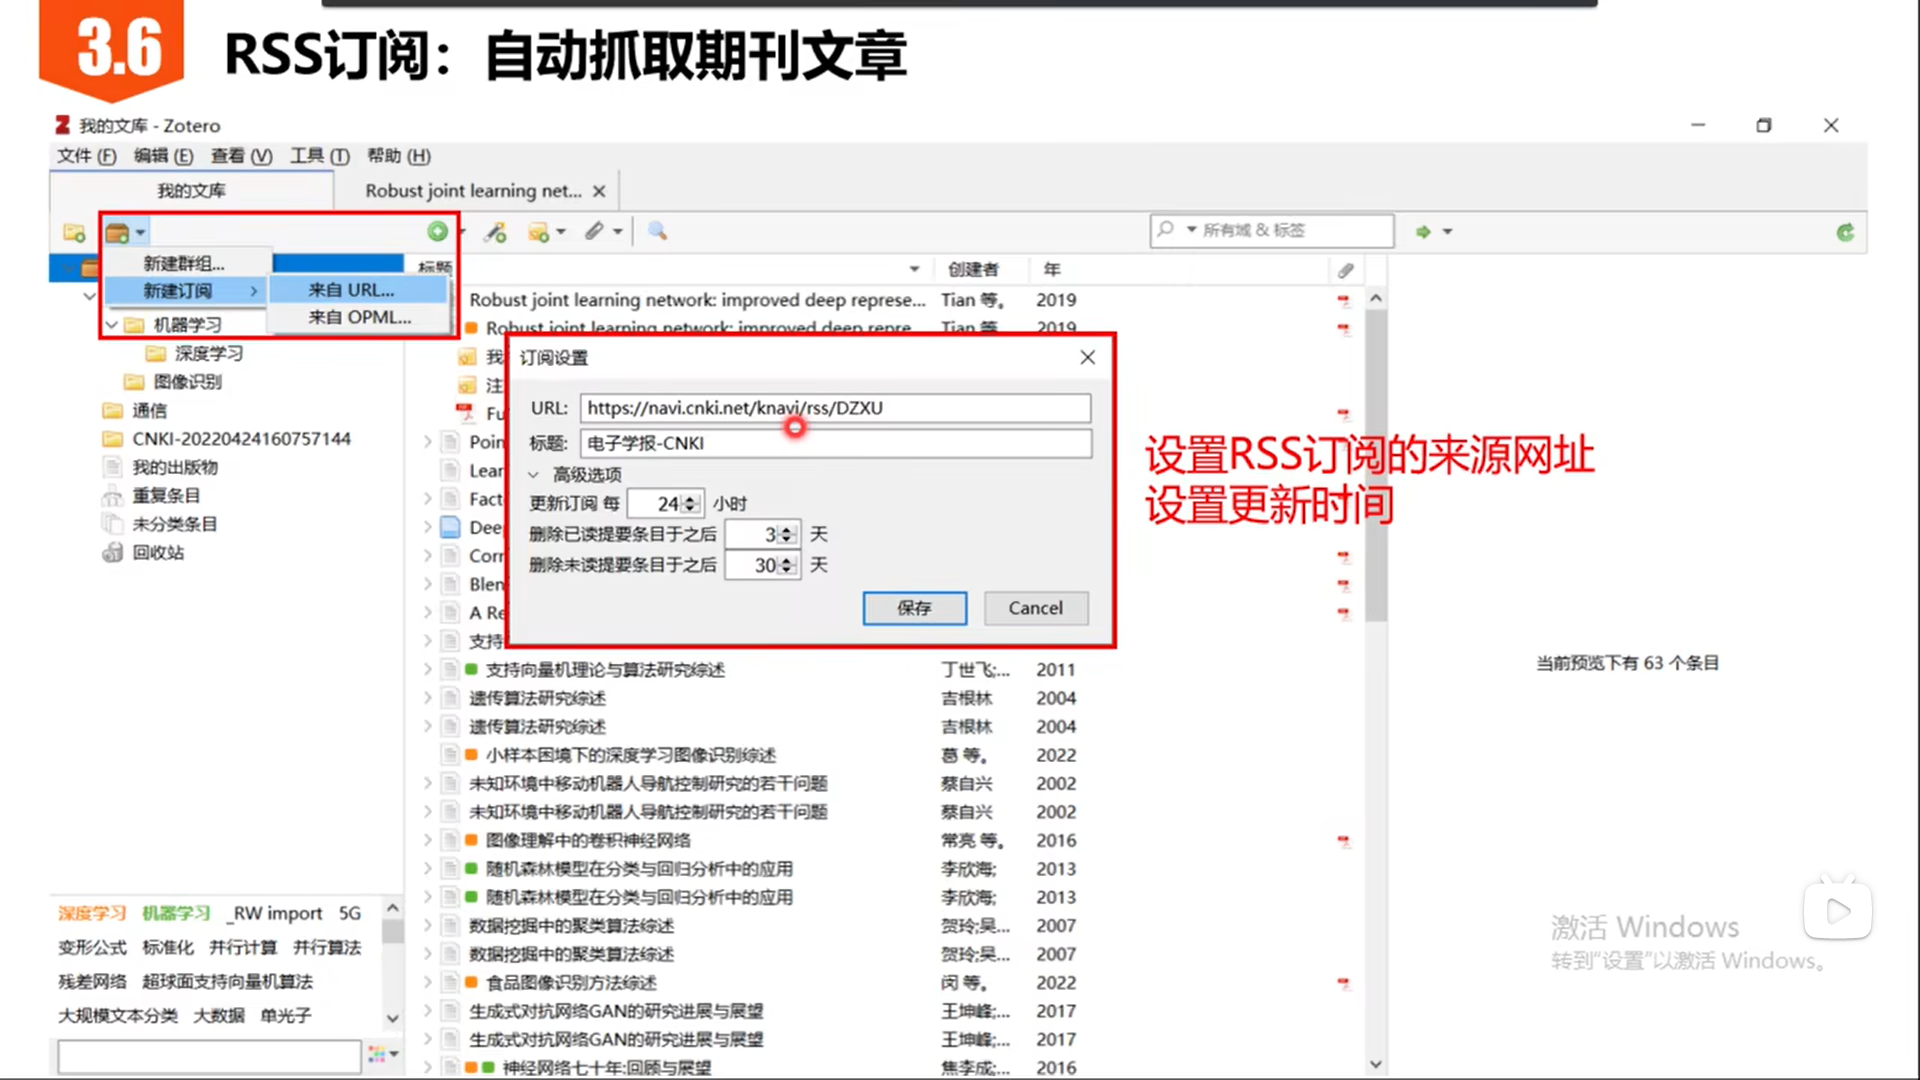 3.6
RSS订阅：自动抓取期刊文章
我的文库 - Zotero
文件 (F) 编辑 (E) 查看 (V) 工具 (T) 帮助 (H)
我的文库
Robust joint learning net...
所有域 & 标签
新建群组...
新建订阅
来自 URL...
来自 OPML...
机器学习
深度学习
图像识别
通信
CNKI-20220424160757144
我的出版物
重复条目
未分类条目
回收站
标题 创建者 年
Robust joint learning network: improved deep represe... Tian 等。 2019
Robust joint learning network: improved deep repre... Tian 等。 2019
我
注
Fu
Poin
Lear
Fact
Deep
Corr
Blen
A Re
支持
支持向量机理论与算法研究综述 丁世飞;... 2011
遗传算法研究综述 吉根林 2004
遗传算法研究综述 吉根林 2004
小样本困境下的深度学习图像识别综述 葛 等。 2022
未知环境中移动机器人导航控制研究的若干问题 蔡自兴 2002
未知环境中移动机器人导航控制研究的若干问题 蔡自兴 2002
图像理解中的卷积神经网络 常亮 等。 2016
随机森林模型在分类与回归分析中的应用 李欣海; 2013
随机森林模型在分类与回归分析中的应用 李欣海; 2013
数据挖掘中的聚类算法综述 贺玲;吴... 2007
数据挖掘中的聚类算法综述 贺玲;吴... 2007
食品图像识别方法综述 闵 等。 2022
生成式对抗网络GAN的研究进展与展望 王坤峰;... 2017
生成式对抗网络GAN的研究进展与展望 王坤峰;... 2017
神经网络七十年:回顾与展望 焦李成;... 2016
订阅设置
URL: https://navi.cnki.net/knavi/rss/DZXU
标题: 电子学报-CNKI
高级选项
更新订阅 每 24 小时
删除已读提要条目于之后 3 天
删除未读提要条目于之后 30 天
保存 Cancel
设置RSS订阅的来源网址
设置更新时间
当前预览下有 63 个条目
深度学习 机器学习 _RW import 5G
变形公式 标准化 并行计算 并行算法
残差网络 超球面支持向量机算法
大规模文本分类 大数据 单光子
激活 Windows
转到“设置”以激活 Windows。